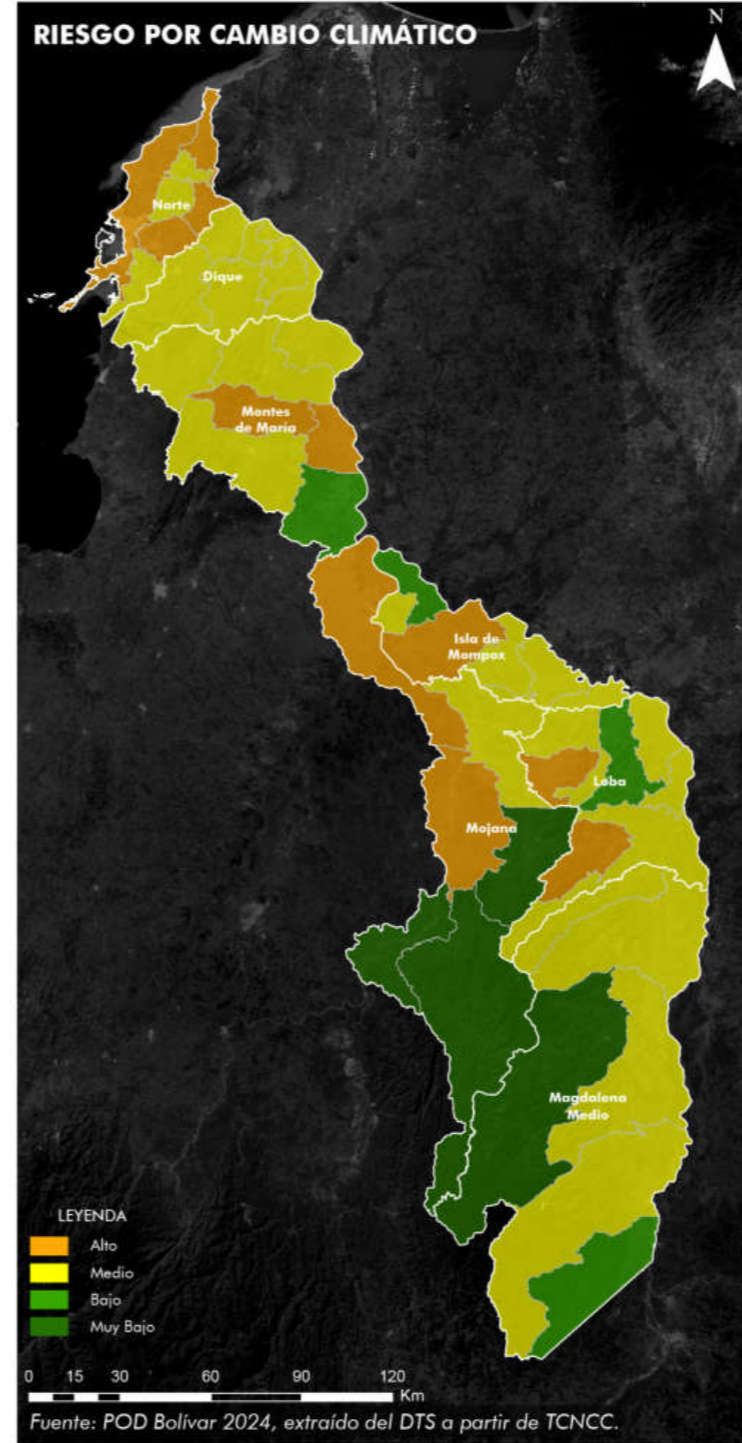 RIESGO POR CAMBIO CLIMÁTICO
N
Norte
Dique
Montes
de María
Isla de
Mompox
Loba
Mojana
Magdalena
Medio
LEYENDA
Alto
Medio
Bajo
Muy Bajo
0 15 30 60 90 120
Km
Fuente: POD Bolívar 2024, extraído del DTS a partir de TCNCC.